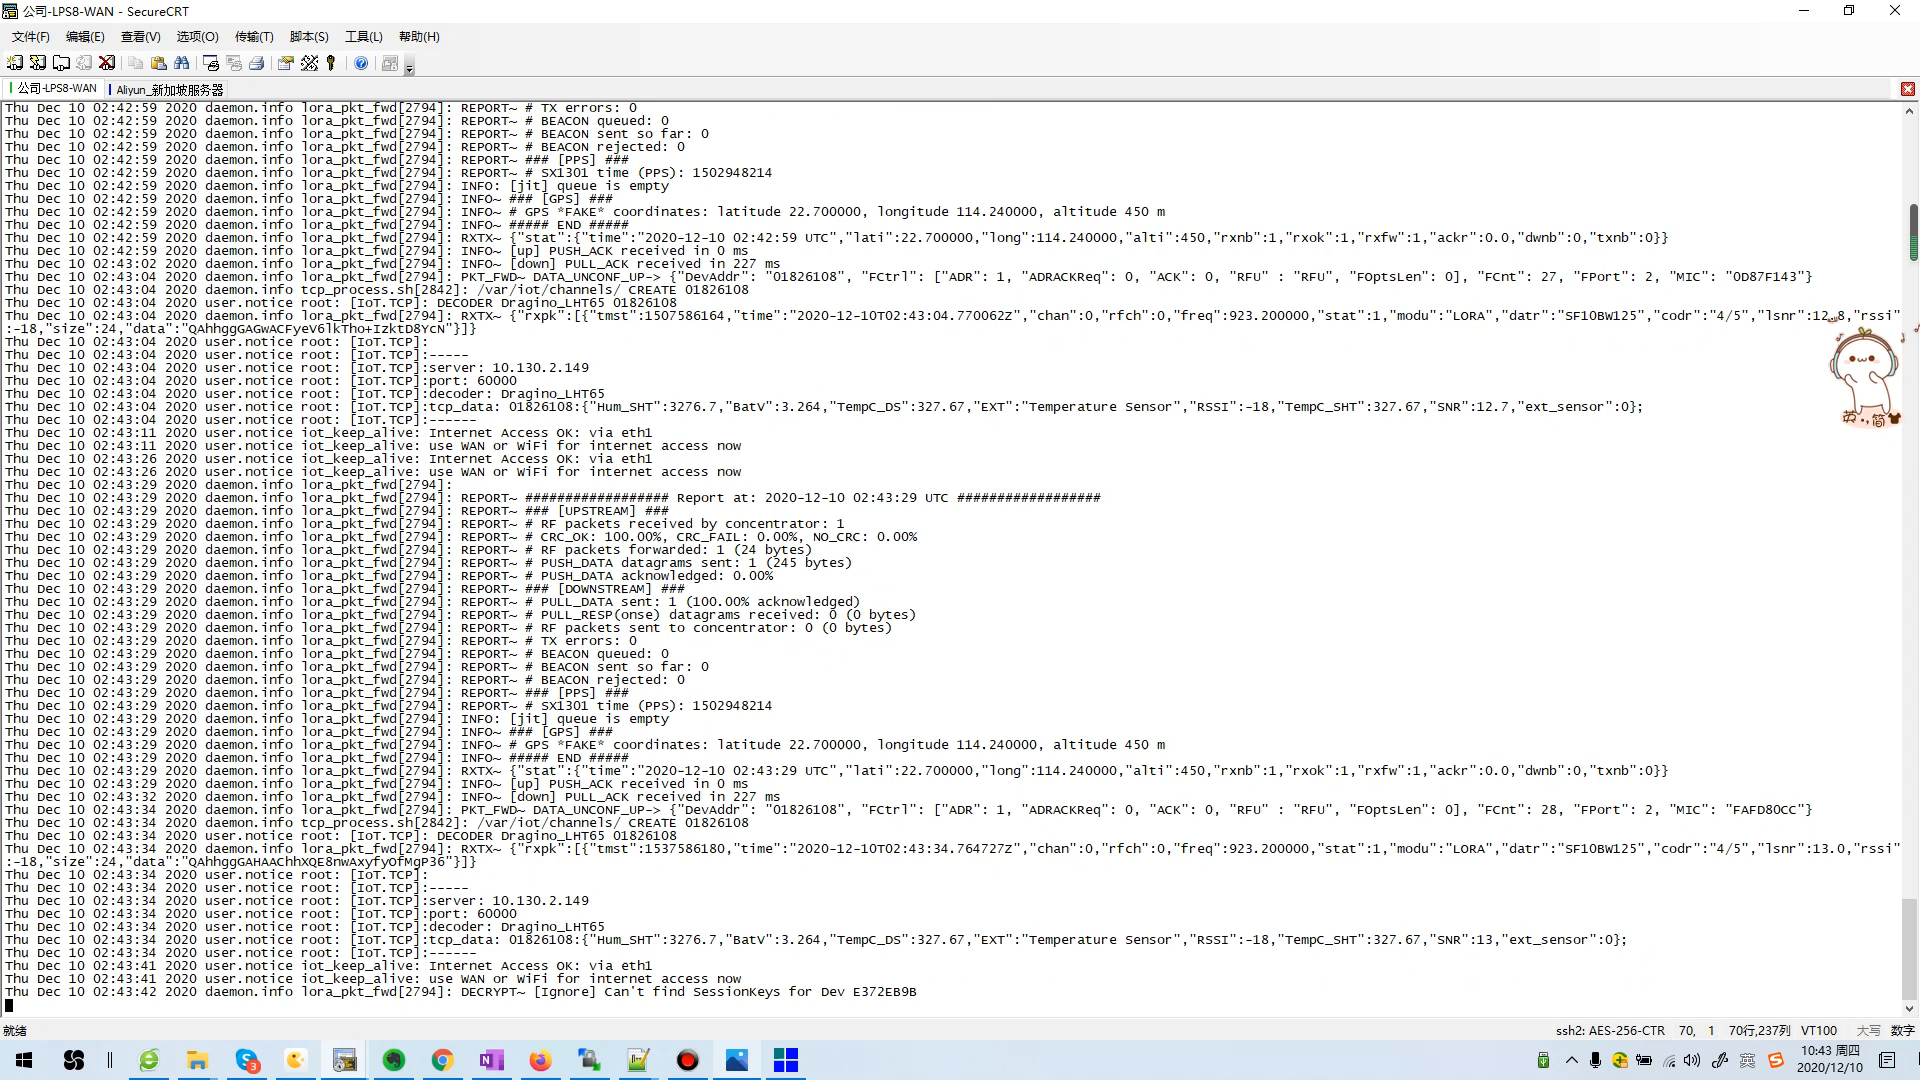 公司-LPS8-WAN - SecureCRT
文件(F) 编辑(E) 查看(V) 选项(O) 传输(T) 脚本(S) 工具(L) 帮助(H)
公司-LPS8-WAN Aliyun_新加坡服务器
Thu Dec 10 02:42:59 2020 daemon.info lora_pkt_fwd[2794]: REPORT~ # TX errors: 0
Thu Dec 10 02:42:59 2020 daemon.info lora_pkt_fwd[2794]: REPORT~ # BEACON queued: 0
Thu Dec 10 02:42:59 2020 daemon.info lora_pkt_fwd[2794]: REPORT~ # BEACON sent so far: 0
Thu Dec 10 02:42:59 2020 daemon.info lora_pkt_fwd[2794]: REPORT~ # BEACON rejected: 0
Thu Dec 10 02:42:59 2020 daemon.info lora_pkt_fwd[2794]: REPORT~ ### [PPS] ###
Thu Dec 10 02:42:59 2020 daemon.info lora_pkt_fwd[2794]: REPORT~ # SX1301 time (PPS): 1502948214
Thu Dec 10 02:42:59 2020 daemon.info lora_pkt_fwd[2794]: INFO: [jit] queue is empty
Thu Dec 10 02:42:59 2020 daemon.info lora_pkt_fwd[2794]: INFO~ ### [GPS] ###
Thu Dec 10 02:42:59 2020 daemon.info lora_pkt_fwd[2794]: INFO~ # GPS *FAKE* coordinates: latitude 22.700000, longitude 114.240000, altitude 450 m
Thu Dec 10 02:42:59 2020 daemon.info lora_pkt_fwd[2794]: INFO~ ##### END #####
Thu Dec 10 02:42:59 2020 daemon.info lora_pkt_fwd[2794]: RXTX~ {"stat":{"time":"2020-12-10 02:42:59 UTC","lati":22.700000,"long":114.240000,"alti":450,"rxnb":1,"rxok":1,"rxfw":1,"ackr":0.0,"dwnb":0,"txnb":0}}
Thu Dec 10 02:42:59 2020 daemon.info lora_pkt_fwd[2794]: INFO~ [up] PUSH_ACK received in 0 ms
Thu Dec 10 02:43:02 2020 daemon.info lora_pkt_fwd[2794]: INFO~ [down] PULL_ACK received in 227 ms
Thu Dec 10 02:43:04 2020 daemon.info lora_pkt_fwd[2794]: PKT_FWD~ DATA_UNCONF_UP-> {"DevAddr": "01826108", "FCtrl": ["ADR": 1, "ADRACKReq": 0, "ACK": 0, "RFU" : "RFU", "FOptsLen": 0], "FCnt": 27, "FPort": 2, "MIC": "0D87F143"}
Thu Dec 10 02:43:04 2020 daemon.info tcp_process.sh[2842]: /var/iot/channels/ CREATE 01826108
Thu Dec 10 02:43:04 2020 user.notice root: [IoT.TCP]: DECODER Dragino_LHT65 01826108
Thu Dec 10 02:43:04 2020 daemon.info lora_pkt_fwd[2794]: RXTX~ {"rxpk":[{"tmst":1507586164,"time":"2020-12-10T02:43:04.770062Z","chan":0,"rfch":0,"freq":923.200000,"stat":1,"modu":"LORA","datr":"SF10BW125","codr":"4/5","lsnr":12.8,"rssi"
:-18,"size":24,"data":"QAhhggGAGwACFyeV6lkTho+IzktD8YcN"}]}
Thu Dec 10 02:43:04 2020 user.notice root: [IoT.TCP]:
Thu Dec 10 02:43:04 2020 user.notice root: [IoT.TCP]:-----
Thu Dec 10 02:43:04 2020 user.notice root: [IoT.TCP]:server: 10.130.2.149
Thu Dec 10 02:43:04 2020 user.notice root: [IoT.TCP]:port: 60000
Thu Dec 10 02:43:04 2020 user.notice root: [IoT.TCP]:decoder: Dragino_LHT65
Thu Dec 10 02:43:04 2020 user.notice root: [IoT.TCP]:tcp_data: 01826108:{"Hum_SHT":3276.7,"BatV":3.264,"TempC_DS":327.67,"EXT":"Temperature Sensor","RSSI":-18,"TempC_SHT":327.67,"SNR":12.7,"ext_sensor":0};
Thu Dec 10 02:43:04 2020 user.notice root: [IoT.TCP]:------
Thu Dec 10 02:43:11 2020 user.notice iot_keep_alive: Internet Access OK: via eth1
Thu Dec 10 02:43:11 2020 user.notice iot_keep_alive: use WAN or WiFi for internet access now
Thu Dec 10 02:43:26 2020 user.notice iot_keep_alive: Internet Access OK: via eth1
Thu Dec 10 02:43:26 2020 user.notice iot_keep_alive: use WAN or WiFi for internet access now
Thu Dec 10 02:43:29 2020 daemon.info lora_pkt_fwd[2794]:
Thu Dec 10 02:43:29 2020 daemon.info lora_pkt_fwd[2794]: REPORT~ ################## Report at: 2020-12-10 02:43:29 UTC ##################
Thu Dec 10 02:43:29 2020 daemon.info lora_pkt_fwd[2794]: REPORT~ ### [UPSTREAM] ###
Thu Dec 10 02:43:29 2020 daemon.info lora_pkt_fwd[2794]: REPORT~ # RF packets received by concentrator: 1
Thu Dec 10 02:43:29 2020 daemon.info lora_pkt_fwd[2794]: REPORT~ # CRC_OK: 100.00%, CRC_FAIL: 0.00%, NO_CRC: 0.00%
Thu Dec 10 02:43:29 2020 daemon.info lora_pkt_fwd[2794]: REPORT~ # RF packets forwarded: 1 (24 bytes)
Thu Dec 10 02:43:29 2020 daemon.info lora_pkt_fwd[2794]: REPORT~ # PUSH_DATA datagrams sent: 1 (245 bytes)
Thu Dec 10 02:43:29 2020 daemon.info lora_pkt_fwd[2794]: REPORT~ # PUSH_DATA acknowledged: 0.00%
Thu Dec 10 02:43:29 2020 daemon.info lora_pkt_fwd[2794]: REPORT~ ### [DOWNSTREAM] ###
Thu Dec 10 02:43:29 2020 daemon.info lora_pkt_fwd[2794]: REPORT~ # PULL_DATA sent: 1 (100.00% acknowledged)
Thu Dec 10 02:43:29 2020 daemon.info lora_pkt_fwd[2794]: REPORT~ # PULL_RESP(onse) datagrams received: 0 (0 bytes)
Thu Dec 10 02:43:29 2020 daemon.info lora_pkt_fwd[2794]: REPORT~ # RF packets sent to concentrator: 0 (0 bytes)
Thu Dec 10 02:43:29 2020 daemon.info lora_pkt_fwd[2794]: REPORT~ # TX errors: 0
Thu Dec 10 02:43:29 2020 daemon.info lora_pkt_fwd[2794]: REPORT~ # BEACON queued: 0
Thu Dec 10 02:43:29 2020 daemon.info lora_pkt_fwd[2794]: REPORT~ # BEACON sent so far: 0
Thu Dec 10 02:43:29 2020 daemon.info lora_pkt_fwd[2794]: REPORT~ # BEACON rejected: 0
Thu Dec 10 02:43:29 2020 daemon.info lora_pkt_fwd[2794]: REPORT~ ### [PPS] ###
Thu Dec 10 02:43:29 2020 daemon.info lora_pkt_fwd[2794]: REPORT~ # SX1301 time (PPS): 1502948214
Thu Dec 10 02:43:29 2020 daemon.info lora_pkt_fwd[2794]: INFO: [jit] queue is empty
Thu Dec 10 02:43:29 2020 daemon.info lora_pkt_fwd[2794]: INFO~ ### [GPS] ###
Thu Dec 10 02:43:29 2020 daemon.info lora_pkt_fwd[2794]: INFO~ # GPS *FAKE* coordinates: latitude 22.700000, longitude 114.240000, altitude 450 m
Thu Dec 10 02:43:29 2020 daemon.info lora_pkt_fwd[2794]: INFO~ ##### END #####
Thu Dec 10 02:43:29 2020 daemon.info lora_pkt_fwd[2794]: RXTX~ {"stat":{"time":"2020-12-10 02:43:29 UTC","lati":22.700000,"long":114.240000,"alti":450,"rxnb":1,"rxok":1,"rxfw":1,"ackr":0.0,"dwnb":0,"txnb":0}}
Thu Dec 10 02:43:29 2020 daemon.info lora_pkt_fwd[2794]: INFO~ [up] PUSH_ACK received in 0 ms
Thu Dec 10 02:43:32 2020 daemon.info lora_pkt_fwd[2794]: INFO~ [down] PULL_ACK received in 227 ms
Thu Dec 10 02:43:34 2020 daemon.info lora_pkt_fwd[2794]: PKT_FWD~ DATA_UNCONF_UP-> {"DevAddr": "01826108", "FCtrl": ["ADR": 1, "ADRACKReq": 0, "ACK": 0, "RFU" : "RFU", "FOptsLen": 0], "FCnt": 28, "FPort": 2, "MIC": "FAFD80CC"}
Thu Dec 10 02:43:34 2020 daemon.info tcp_process.sh[2842]: /var/iot/channels/ CREATE 01826108
Thu Dec 10 02:43:34 2020 user.notice root: [IoT.TCP]: DECODER Dragino_LHT65 01826108
Thu Dec 10 02:43:34 2020 daemon.info lora_pkt_fwd[2794]: RXTX~ {"rxpk":[{"tmst":1537586180,"time":"2020-12-10T02:43:34.764727Z","chan":0,"rfch":0,"freq":923.200000,"stat":1,"modu":"LORA","datr":"SF10BW125","codr":"4/5","lsnr":13.0,"rssi"
:-18,"size":24,"data":"QAhhggGAHAAChhXQE8nwAxyfyOfMgP36"}]}
Thu Dec 10 02:43:34 2020 user.notice root: [IoT.TCP]:
Thu Dec 10 02:43:34 2020 user.notice root: [IoT.TCP]:-----
Thu Dec 10 02:43:34 2020 user.notice root: [IoT.TCP]:server: 10.130.2.149
Thu Dec 10 02:43:34 2020 user.notice root: [IoT.TCP]:port: 60000
Thu Dec 10 02:43:34 2020 user.notice root: [IoT.TCP]:decoder: Dragino_LHT65
Thu Dec 10 02:43:34 2020 user.notice root: [IoT.TCP]:tcp_data: 01826108:{"Hum_SHT":3276.7,"BatV":3.264,"TempC_DS":327.67,"EXT":"Temperature Sensor","RSSI":-18,"TempC_SHT":327.67,"SNR":13,"ext_sensor":0};
Thu Dec 10 02:43:34 2020 user.notice root: [IoT.TCP]:------
Thu Dec 10 02:43:41 2020 user.notice iot_keep_alive: Internet Access OK: via eth1
Thu Dec 10 02:43:41 2020 user.notice iot_keep_alive: use WAN or WiFi for internet access now
Thu Dec 10 02:43:42 2020 daemon.info lora_pkt_fwd[2794]: DECRYPT~ [Ignore] Can't find SessionKeys for Dev E372EB9B
英 简
就绪 ssh2: AES-256-CTR 70, 1 70行,237列 VT100 大写 数字
3 英 10:43 周四
2020/12/10